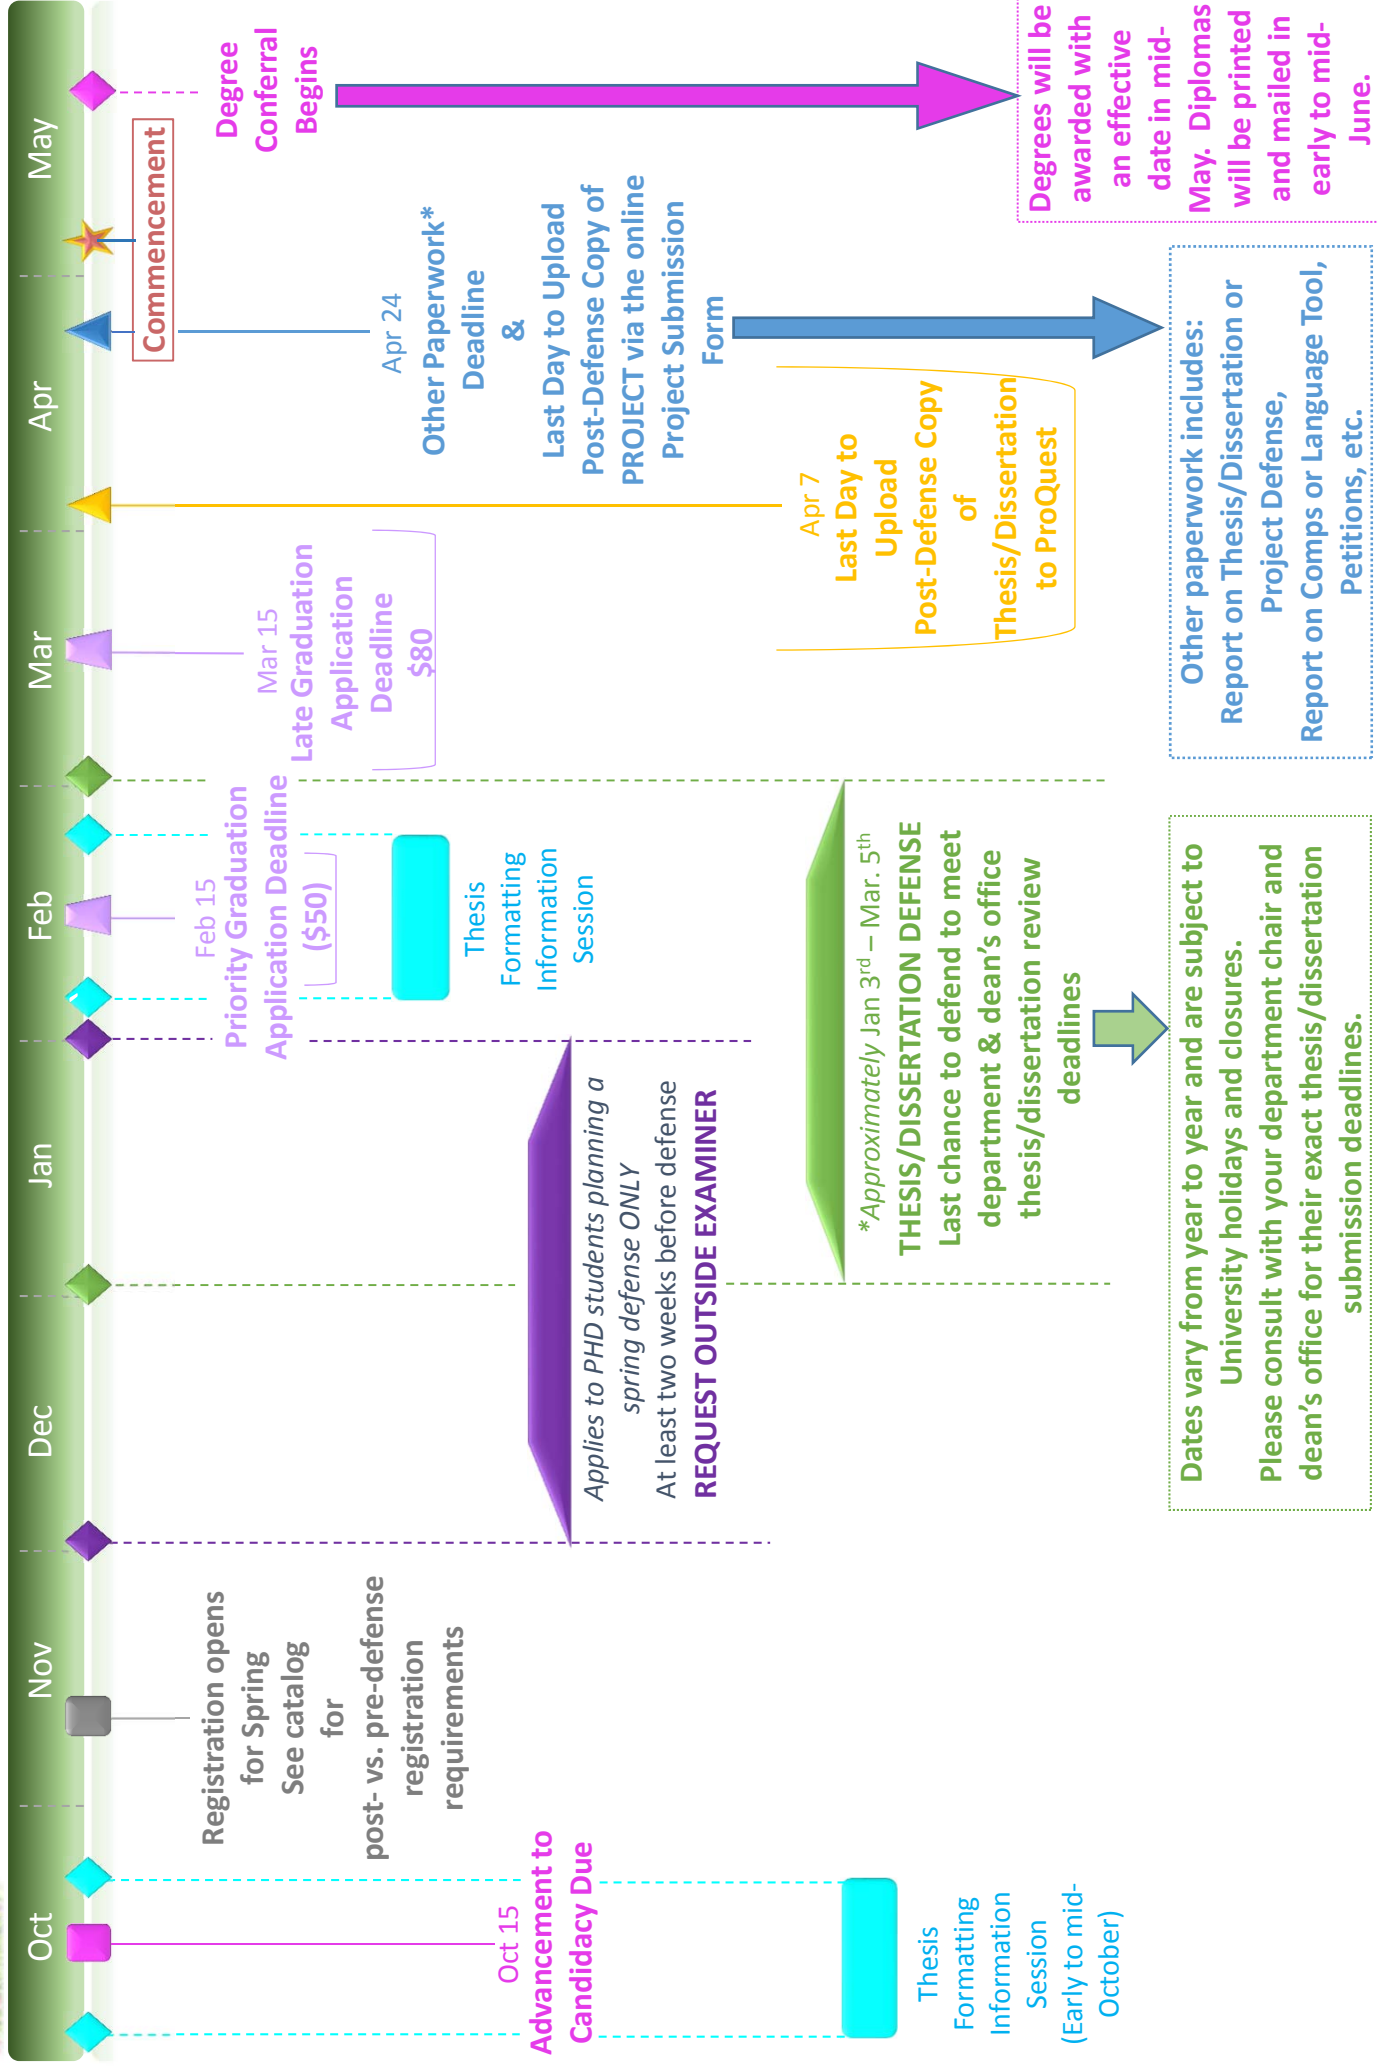 Oct
Nov
Dec
Jan
Feb
Mar
Apr
May
Oct 15
Advancement to
Candidacy Due
Thesis
Formatting
Information
Session
(Early to mid-
October)
Registration opens
for Spring
See catalog
for
post- vs. pre-defense
registration
requirements
Applies to PHD students planning a
spring defense ONLY
At least two weeks before defense
REQUEST OUTSIDE EXAMINER
Feb 15
Priority Graduation
Application Deadline
($50)
Thesis
Formatting
Information
Session
*Approximately Jan 3rd – Mar. 5th
THESIS/DISSERTATION DEFENSE
Last chance to defend to meet
department & dean's office
thesis/dissertation review
deadlines
Dates vary from year to year and are subject to
University holidays and closures.
Please consult with your department chair and
dean's office for their exact thesis/dissertation
submission deadlines.
Mar 15
Late Graduation
Application
Deadline
$80
Apr 7
Last Day to
Upload
Post-Defense Copy
of
Thesis/Dissertation
to ProQuest
Commencement
Apr 24
Other Paperwork*
Deadline
&
Last Day to Upload
Post-Defense Copy of
PROJECT via the online
Project Submission
Form
Other paperwork includes:
Report on Thesis/Dissertation or
Project Defense,
Report on Comps or Language Tool,
Petitions, etc.
Degree
Conferral
Begins
Degrees will be
awarded with
an effective
date in mid-
May. Diplomas
will be printed
and mailed in
early to mid-
June.